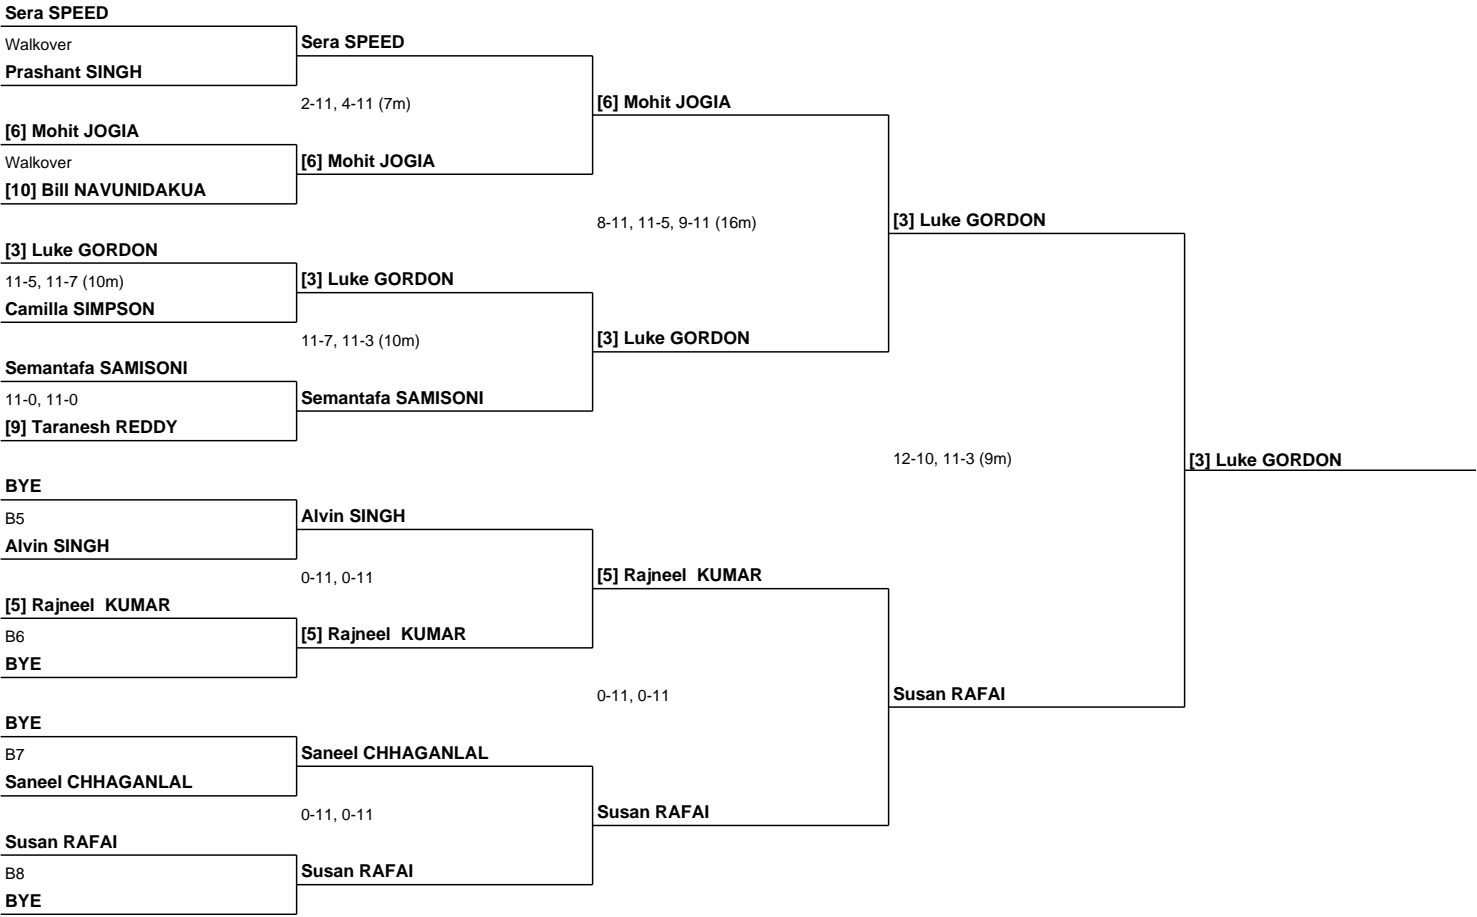 Sera SPEED
Walkover
Prashant SINGH
[6] Mohit JOGIA
Walkover
[10] Bill NAVUNIDAKUA
[3] Luke GORDON
11-5, 11-7 (10m)
Camilla SIMPSON
Semantafa SAMISONI
11-0, 11-0
[9] Taranesh REDDY
BYE
B5
Alvin SINGH
[5] Rajneel  KUMAR
B6
BYE
BYE
B7
Saneel CHHAGANLAL
Susan RAFAI
B8
BYE
Sera SPEED
2-11, 4-11 (7m)
[6] Mohit JOGIA
[3] Luke GORDON
11-7, 11-3 (10m)
Semantafa SAMISONI
Alvin SINGH
0-11, 0-11
[5] Rajneel  KUMAR
Saneel CHHAGANLAL
0-11, 0-11
Susan RAFAI
[6] Mohit JOGIA
8-11, 11-5, 9-11 (16m)
[3] Luke GORDON
[5] Rajneel  KUMAR
0-11, 0-11
Susan RAFAI
[3] Luke GORDON
12-10, 11-3 (9m)
Susan RAFAI
[3] Luke GORDON